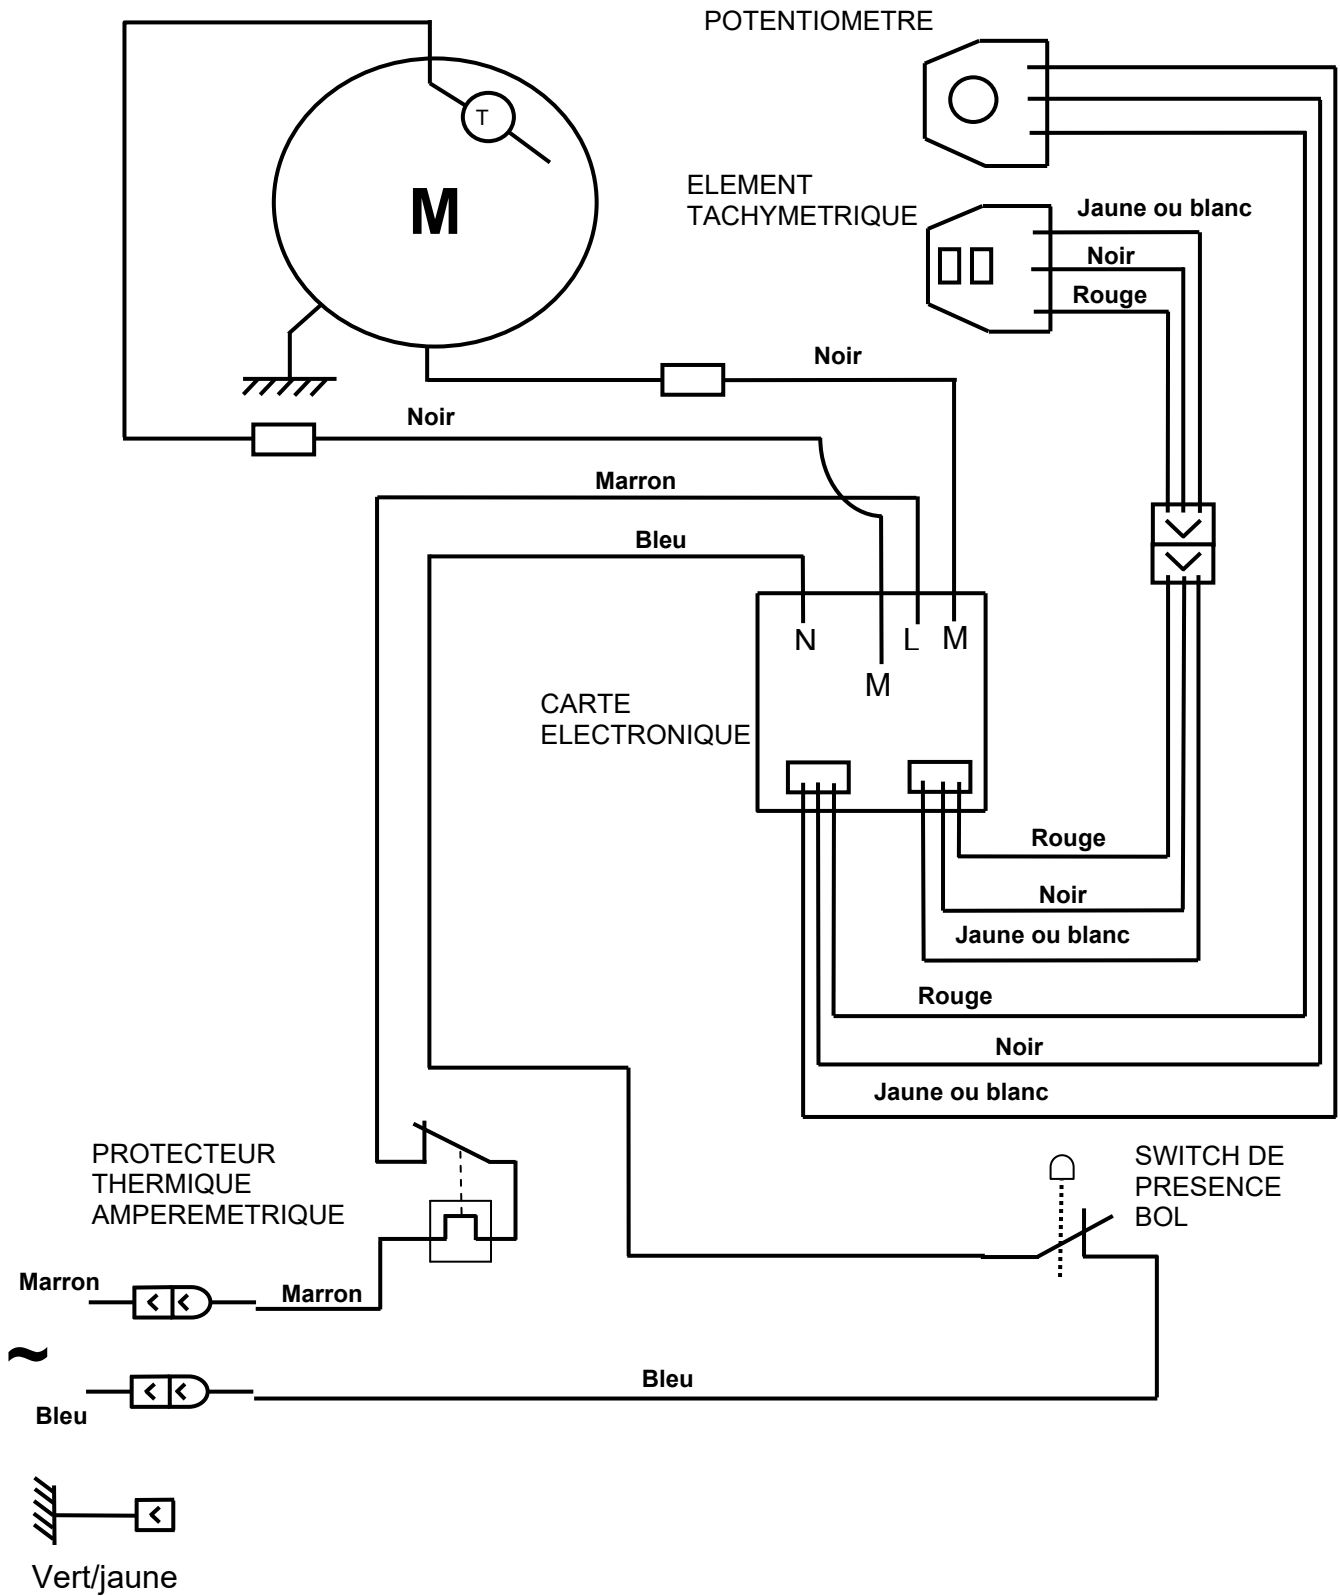 POTENTIOMETRE
T
M
ELEMENT
TACHYMETRIQUE
Jaune ou blanc
Noir
Rouge
Noir
Noir
Marron
Bleu
N
L
M
M
CARTE
ELECTRONIQUE
Rouge
Noir
Jaune ou blanc
Rouge
Noir
Jaune ou blanc
PROTECTEUR
THERMIQUE
AMPEREMETRIQUE
SWITCH DE
PRESENCE
BOL
Marron
Marron
~
Bleu
Bleu
Vert/jaune